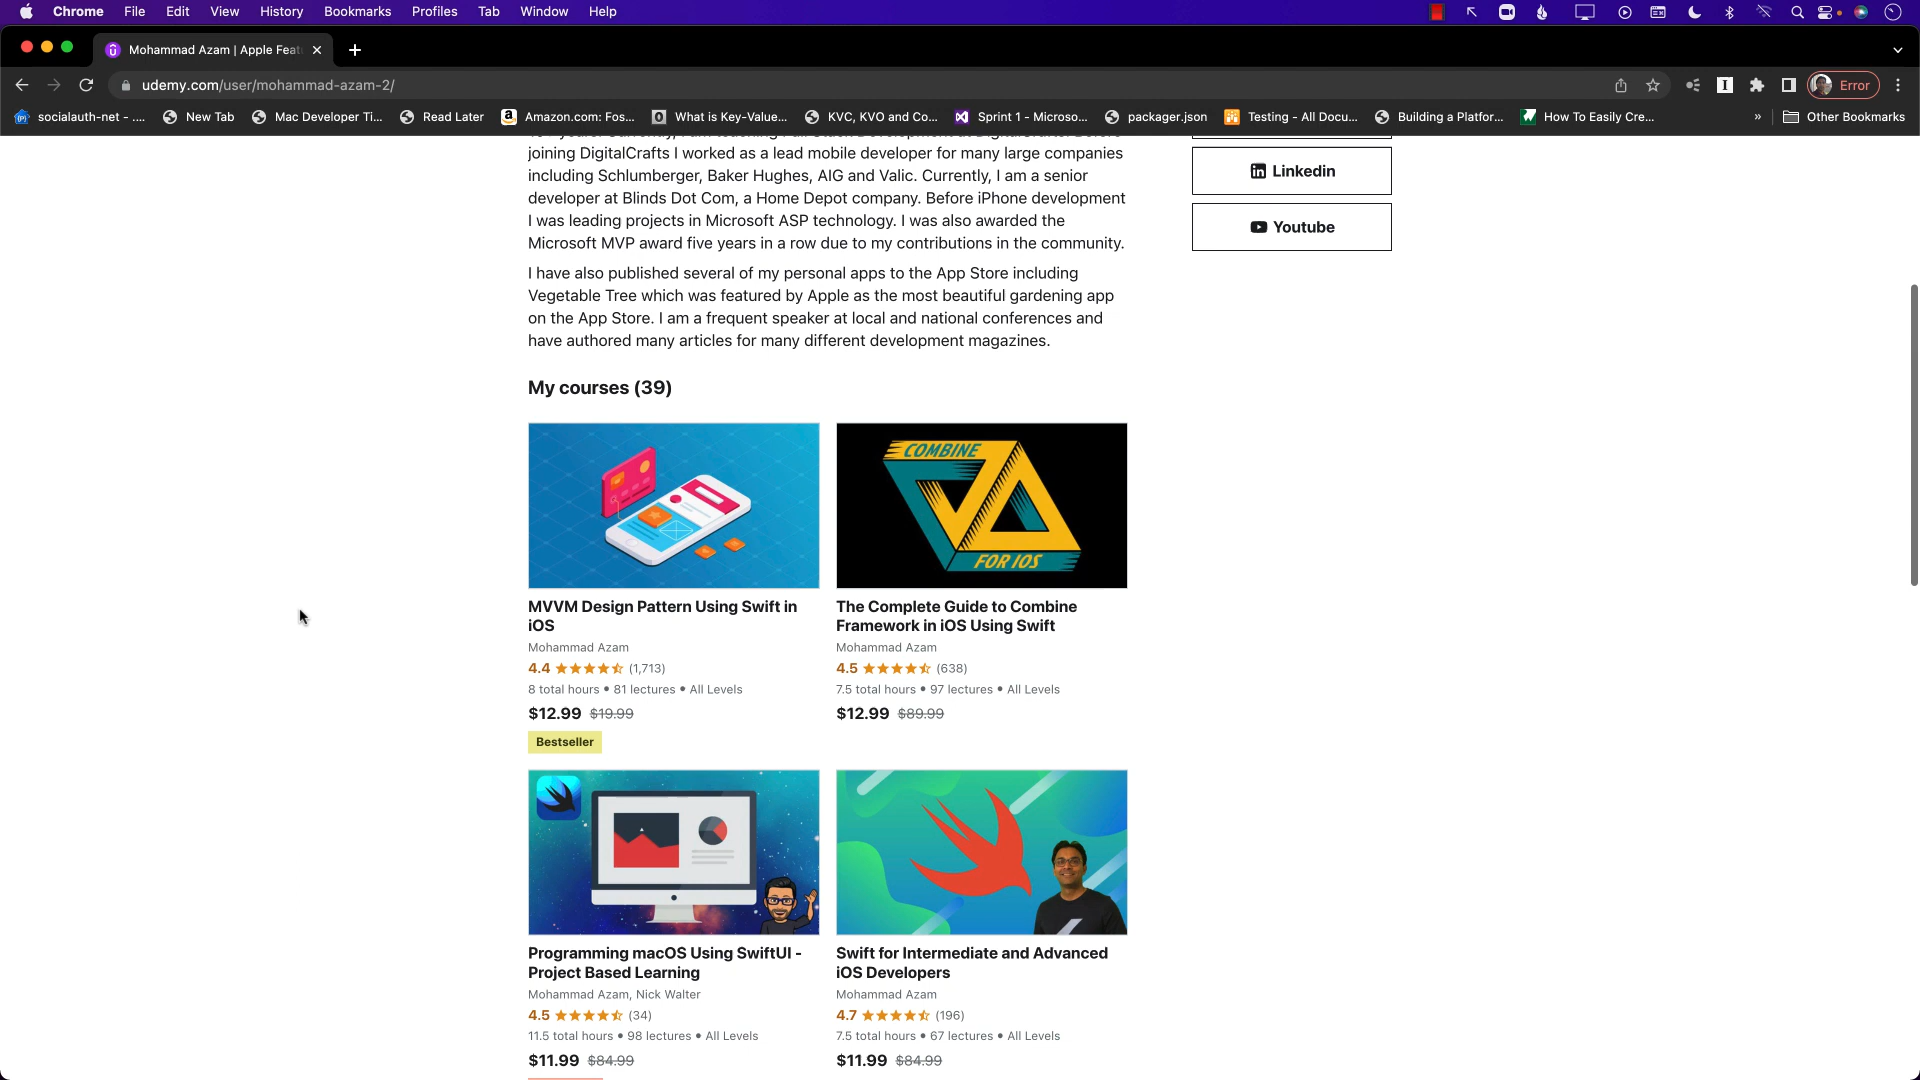 Chrome File Edit View History Bookmarks Profiles Tab Window Help
Mohammad Azam | Apple Feat
udemy.com/user/mohammad-azam-2/
Error
socialauth-net - .... New Tab Mac Developer Ti... Read Later Amazon.com: Fos... What is Key-Value... KVC, KVO and Co... Sprint 1 - Microso... packager.json Testing - All Docu... Building a Platfor... How To Easily Cre... » Other Bookmarks
joining DigitalCrafts I worked as a lead mobile developer for many large companies
including Schlumberger, Baker Hughes, AIG and Valic. Currently, I am a senior
developer at Blinds Dot Com, a Home Depot company. Before iPhone development
I was leading projects in Microsoft ASP technology. I was also awarded the
Microsoft MVP award five years in a row due to my contributions in the community.
I have also published several of my personal apps to the App Store including
Vegetable Tree which was featured by Apple as the most beautiful gardening app
on the App Store. I am a frequent speaker at local and national conferences and
have authored many articles for many different development magazines.
Linkedin
Youtube
My courses (39)
COMBINE
FOR IOS
MVVM Design Pattern Using Swift in
iOS
Mohammad Azam
4.4 (1,713)
8 total hours • 81 lectures • All Levels
$12.99 $19.99
Bestseller
The Complete Guide to Combine
Framework in iOS Using Swift
Mohammad Azam
4.5 (638)
7.5 total hours • 97 lectures • All Levels
$12.99 $89.99
Programming macOS Using SwiftUI -
Project Based Learning
Mohammad Azam, Nick Walter
4.5 (34)
11.5 total hours • 98 lectures • All Levels
$11.99 $84.99
Swift for Intermediate and Advanced
iOS Developers
Mohammad Azam
4.7 (196)
7.5 total hours • 67 lectures • All Levels
$11.99 $84.99